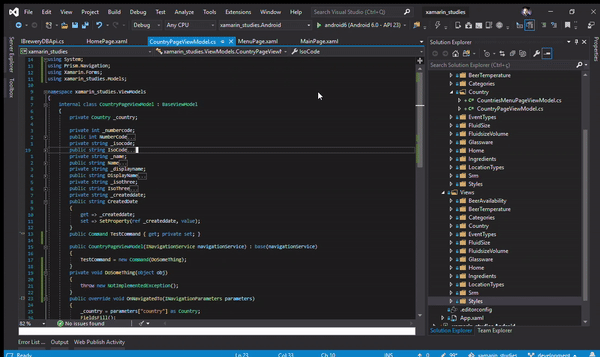 File Edit View Git Project Build Debug Test Analyze Tools Extensions Window Help Search Visual Studio (Ctrl+Q) xamarin_studies
Debug Any CPU xamarin_studies.Android android6 (Android 6.0 - API 23)
IBreweryDBApi.cs HomePage.xaml CountryPageViewModel.cs MenuPage.xaml MainPage.xaml
xamarin_studies xamarin_studies.ViewModels.CountryPageViewModel IsoCode
Server Explorer
Toolbox
using System;
using Prism.Navigation;
using Xamarin.Forms;
using xamarin_studies.Models;
namespace xamarin_studies.ViewModels
{
internal class CountryPageViewModel : BaseViewModel
{
private Country _country;
private int _numbercode;
public int NumberCode...
private string _isocode;
public string IsoCode...
private string _name;
public string Name...
private string _displayname;
public string DisplayName...
private string _isothree;
public string IsoThree...
private string _createddate;
public string CreatedDate
{
get => _createddate;
set => SetProperty(ref _createddate, value);
}
public Command TestCommand { get; private set; }
public CountryPageViewModel(INavigationService navigationService) : base(navigationService)
{
TestCommand = new Command(DoSomeThing);
}
private void DoSomeThing(object obj)
{
throw new NotImplementedException();
}
public override void OnNavigatedTo(INavigationParameters parameters)
{
_country = parameters["country"] as Country;
FieldsFill();
82 % No issues found
Error List ... Output Web Publish Activity
Ln: 23 Col: 33 Ch: 10 INS
Solution Explorer
Search Solution Explorer
BeerTemperature
Categories
Country
CountriesMenuPageViewModel.cs
CountryPageViewModel.cs
EventTypes
FluidSize
FluidsizeVolume
Glassware
Home
Ingredients
LocationTypes
Srm
Styles
Views
BeerAvailability
BeerTemperature
Categories
Country
EventTypes
FluidSize
FluidsizeVolume
Glassware
Home
Ingredients
LocationTypes
Srm
Styles
.editorconfig
App.xaml
xamarin_studies.Android
Solution Explorer Team Explorer
Properties
0 99+ xamarin_studies development